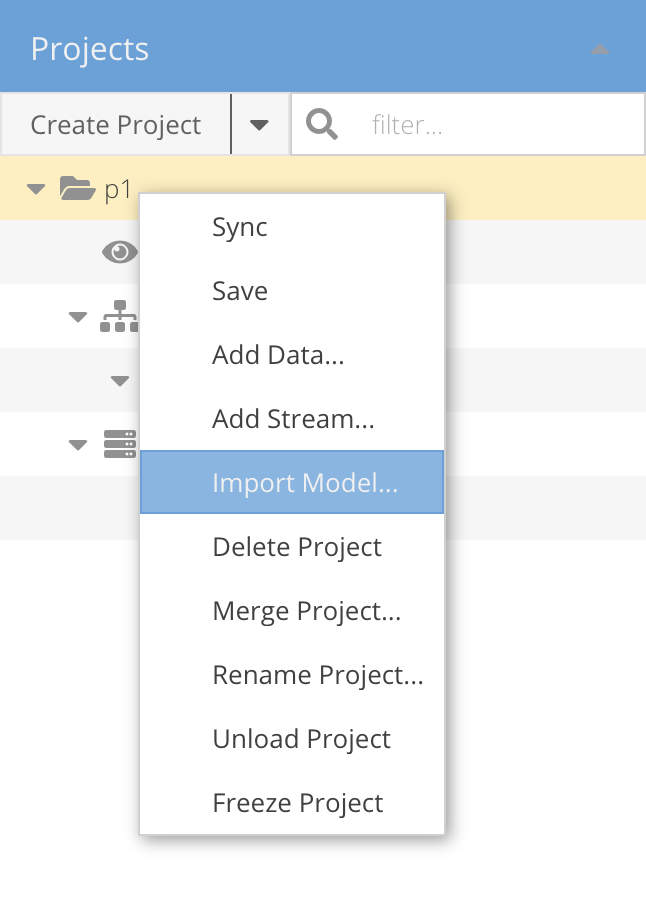 Projects
Create Project
filter...
p1
Sync
Save
Add Data...
Add Stream...
Import Model...
Delete Project
Merge Project...
Rename Project...
Unload Project
Freeze Project